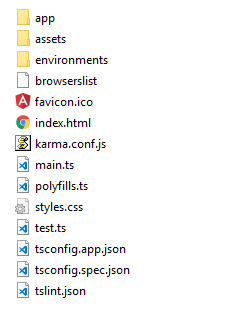 app
assets
environments
browserslist
favicon.ico
index.html
karma.conf.js
main.ts
polyfills.ts
styles.css
test.ts
tsconfig.app.json
tsconfig.spec.json
tslint.json